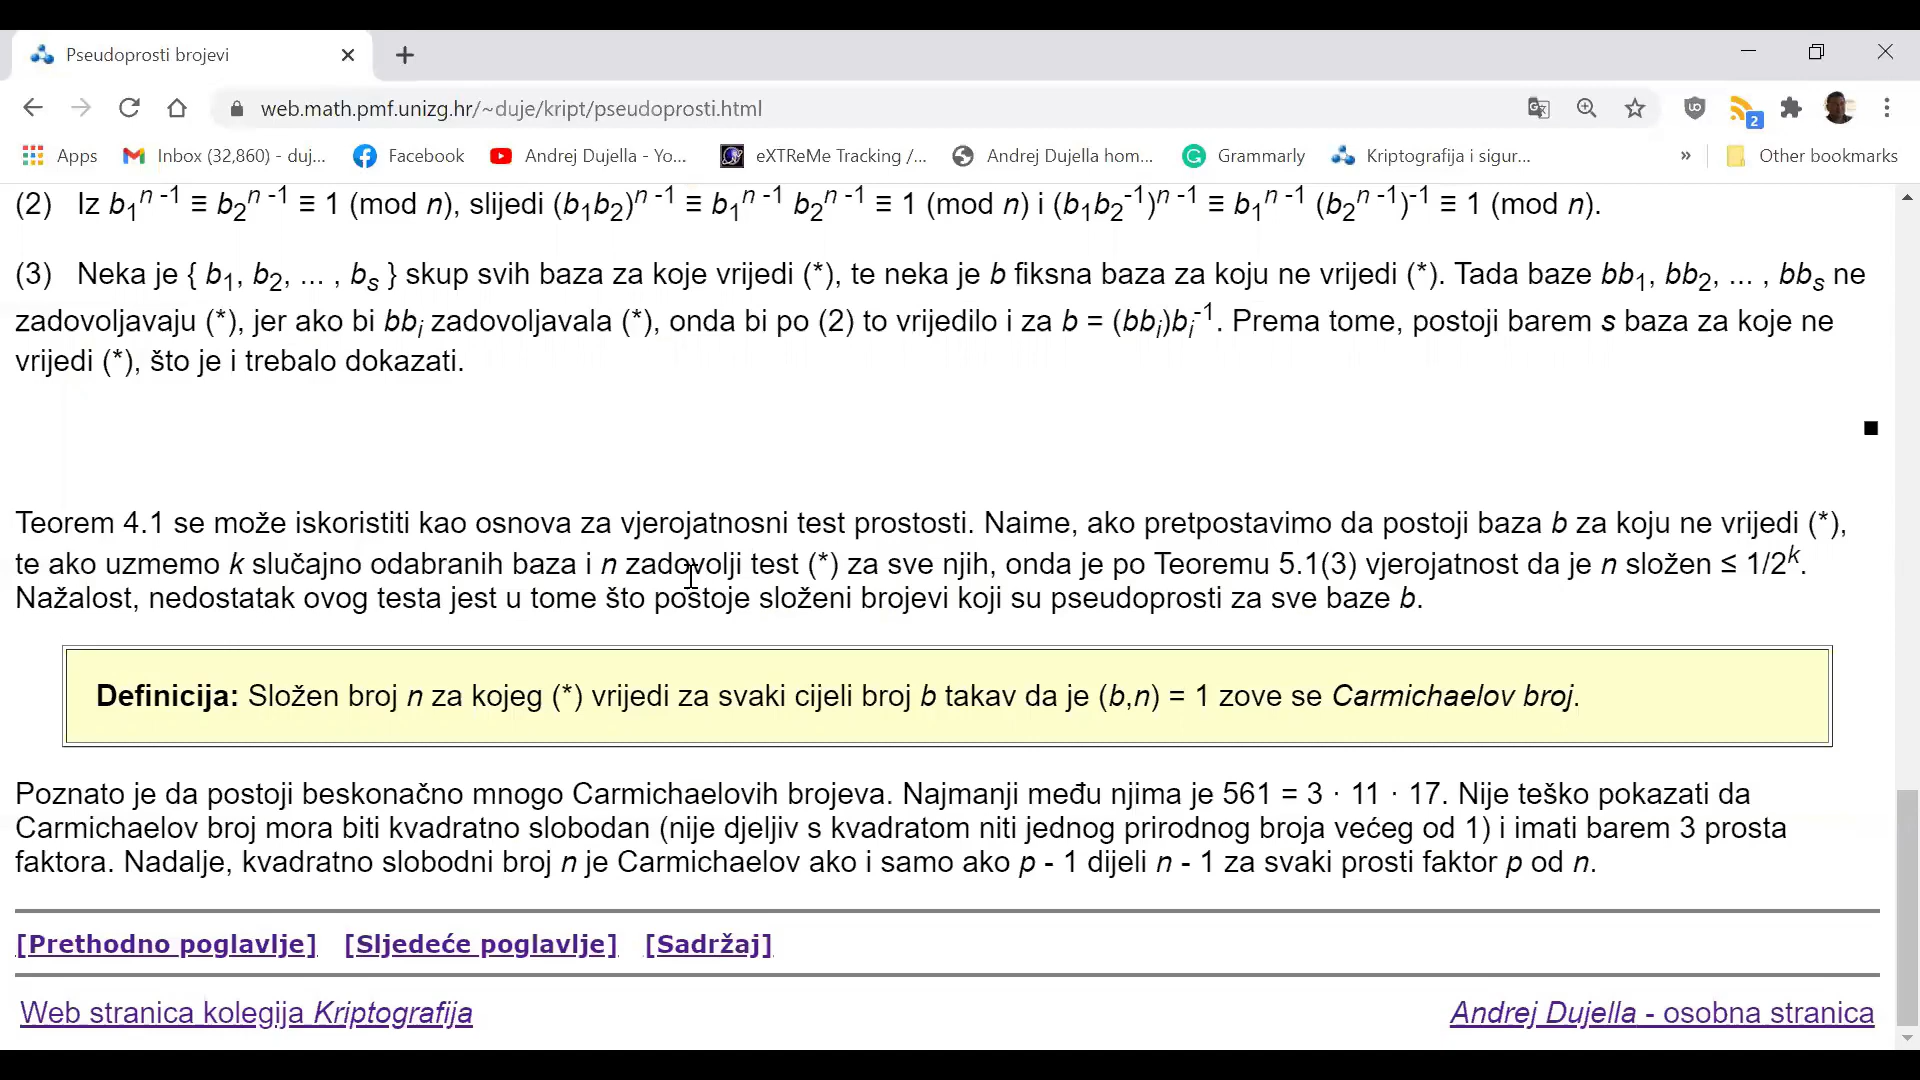 Pseudoprosti brojevi
web.math.pmf.unizg.hr/~duje/kript/pseudoprosti.html
2
Apps Inbox (32,860) - duj... Facebook Andrej Dujella - Yo... eXTReMe Tracking /... Andrej Dujella hom... Grammarly Kriptografija i sigur... » Other bookmarks
(2) Iz b₁ⁿ ⁻¹ ≡ b₂ⁿ ⁻¹ ≡ 1 (mod n), slijedi (b₁b₂)ⁿ ⁻¹ ≡ b₁ⁿ ⁻¹ b₂ⁿ ⁻¹ ≡ 1 (mod n) i (b₁b₂⁻¹)ⁿ ⁻¹ ≡ b₁ⁿ ⁻¹ (b₂ⁿ ⁻¹)⁻¹ ≡ 1 (mod n).
(3) Neka je { b₁, b₂, ... , bₛ } skup svih baza za koje vrijedi (*), te neka je b fiksna baza za koju ne vrijedi (*). Tada baze bb₁, bb₂, ... , bbₛ ne
zadovoljavaju (*), jer ako bi bbᵢ zadovoljavala (*), onda bi po (2) to vrijedilo i za b = (bbᵢ)bᵢ⁻¹. Prema tome, postoji barem s baza za koje ne
vrijedi (*), što je i trebalo dokazati.
■
Teorem 4.1 se može iskoristiti kao osnova za vjerojatnosni test prostosti. Naime, ako pretpostavimo da postoji baza b za koju ne vrijedi (*),
te ako uzmemo k slučajno odabranih baza i n zadovolji test (*) za sve njih, onda je po Teoremu 5.1(3) vjerojatnost da je n složen ≤ 1/2ᵏ.
Nažalost, nedostatak ovog testa jest u tome što postoje složeni brojevi koji su pseudoprosti za sve baze b.
Definicija: Složen broj n za kojeg (*) vrijedi za svaki cijeli broj b takav da je (b,n) = 1 zove se Carmichaelov broj.
Poznato je da postoji beskonačno mnogo Carmichaelovih brojeva. Najmanji među njima je 561 = 3 · 11 · 17. Nije teško pokazati da
Carmichaelov broj mora biti kvadratno slobodan (nije djeljiv s kvadratom niti jednog prirodnog broja većeg od 1) i imati barem 3 prosta
faktora. Nadalje, kvadratno slobodni broj n je Carmichaelov ako i samo ako p - 1 dijeli n - 1 za svaki prosti faktor p od n.
[Prethodno poglavlje] [Sljedeće poglavlje] [Sadržaj]
Web stranica kolegija Kriptografija Andrej Dujella - osobna stranica